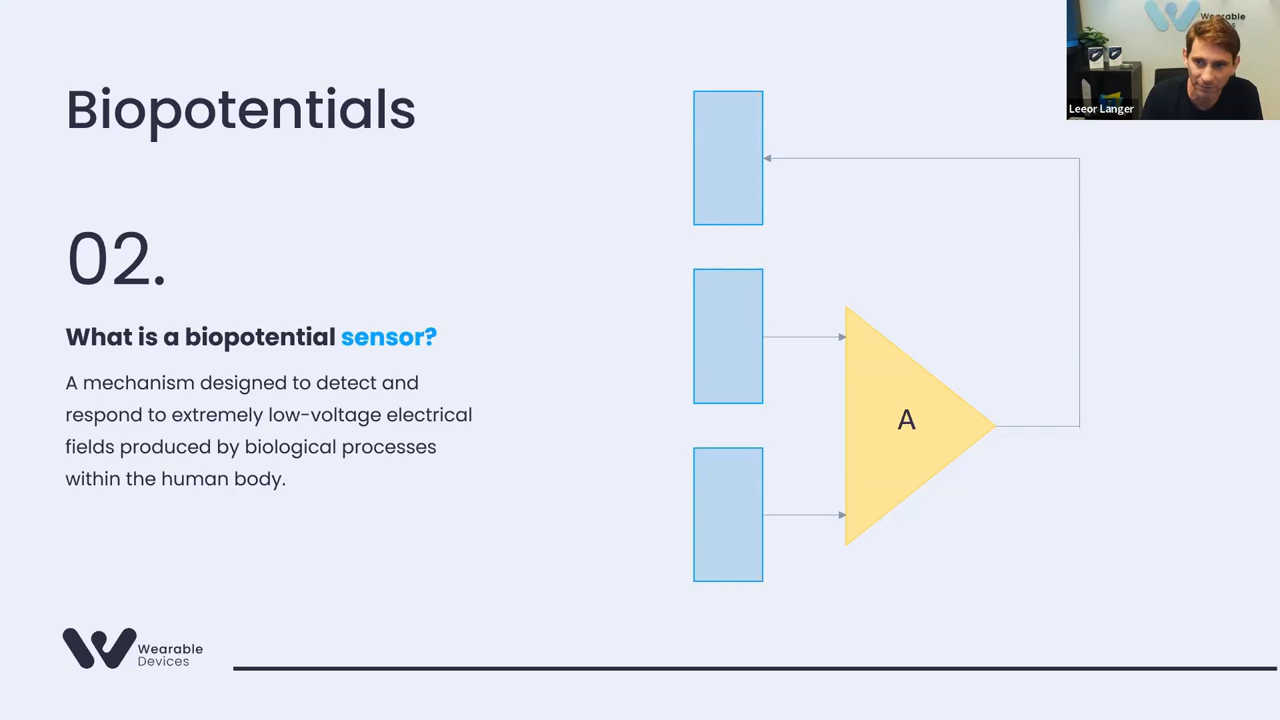 Biopotentials
02.
What is a biopotential sensor?
A mechanism designed to detect and
respond to extremely low-voltage electrical
fields produced by biological processes
within the human body.
A
Wearable
Devices
Wearable
Leeor Langer